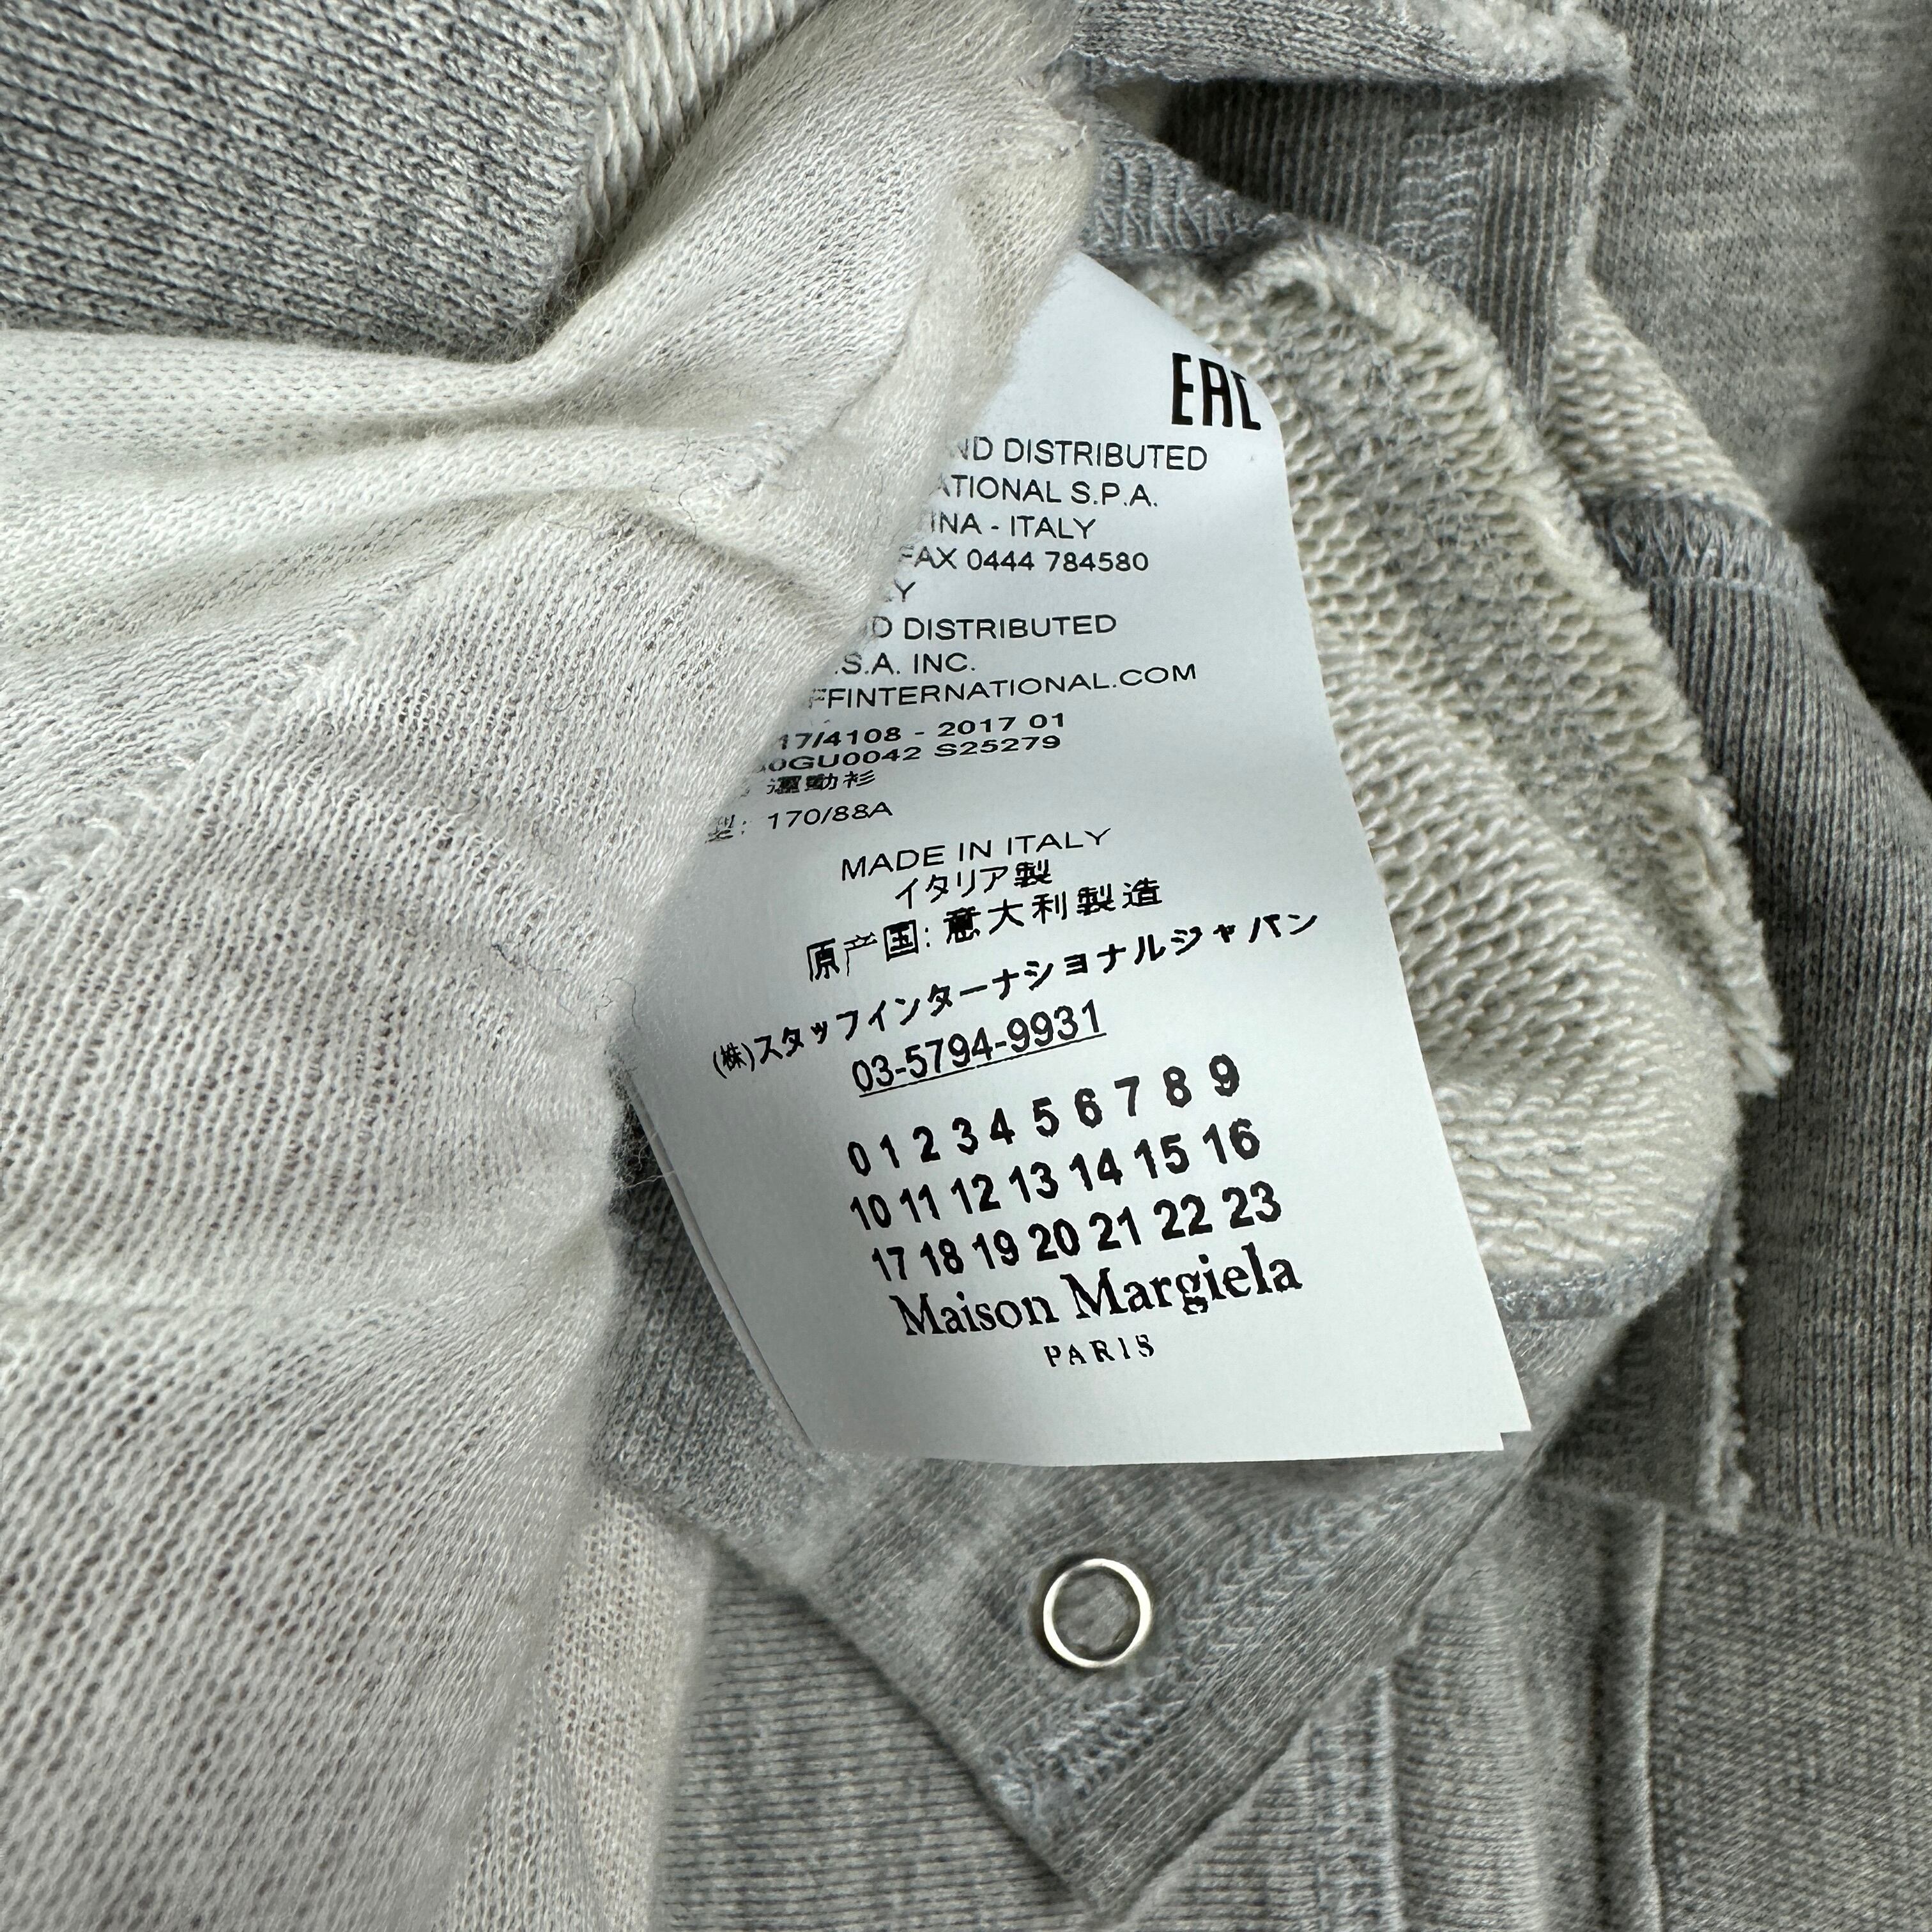 EAC
ND DISTRIBUTED
ATIONAL S.P.A.
INA - ITALY
FAX 0444 784580
LY
ND DISTRIBUTED
.S.A. INC.
FFINTERNATIONAL.COM
17/4108 - 2017 01
0GU0042 S25279
運動衫
型: 170/88A
MADE IN ITALY
イタリア製
原产国: 意大利製造
(株)スタッフインターナショナルジャパン
03-5794-9931
0 1 2 3 4 5 6 7 8 9
10 11 12 13 14 15 16
17 18 19 20 21 22 23
Maison Margiela
PARIS